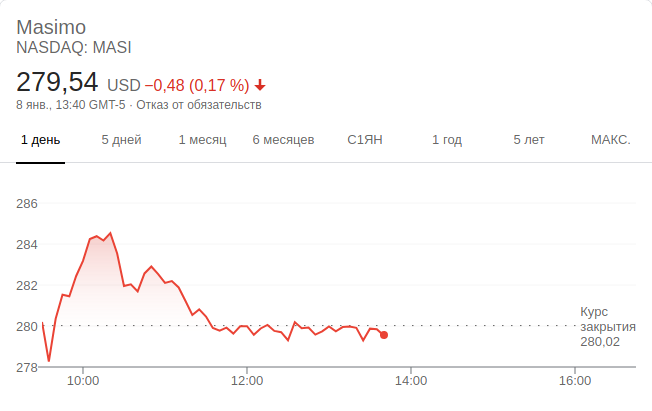 Masimo
NASDAQ: MASI
279,54 USD −0,48 (0,17 %)
8 янв., 13:40 GMT-5 · Отказ от обязательств
1 день 5 дней 1 месяц 6 месяцев С1ЯН 1 год 5 лет МАКС.
286
284
282
280
278
Курс
закрытия
280,02
10:00 12:00 14:00 16:00